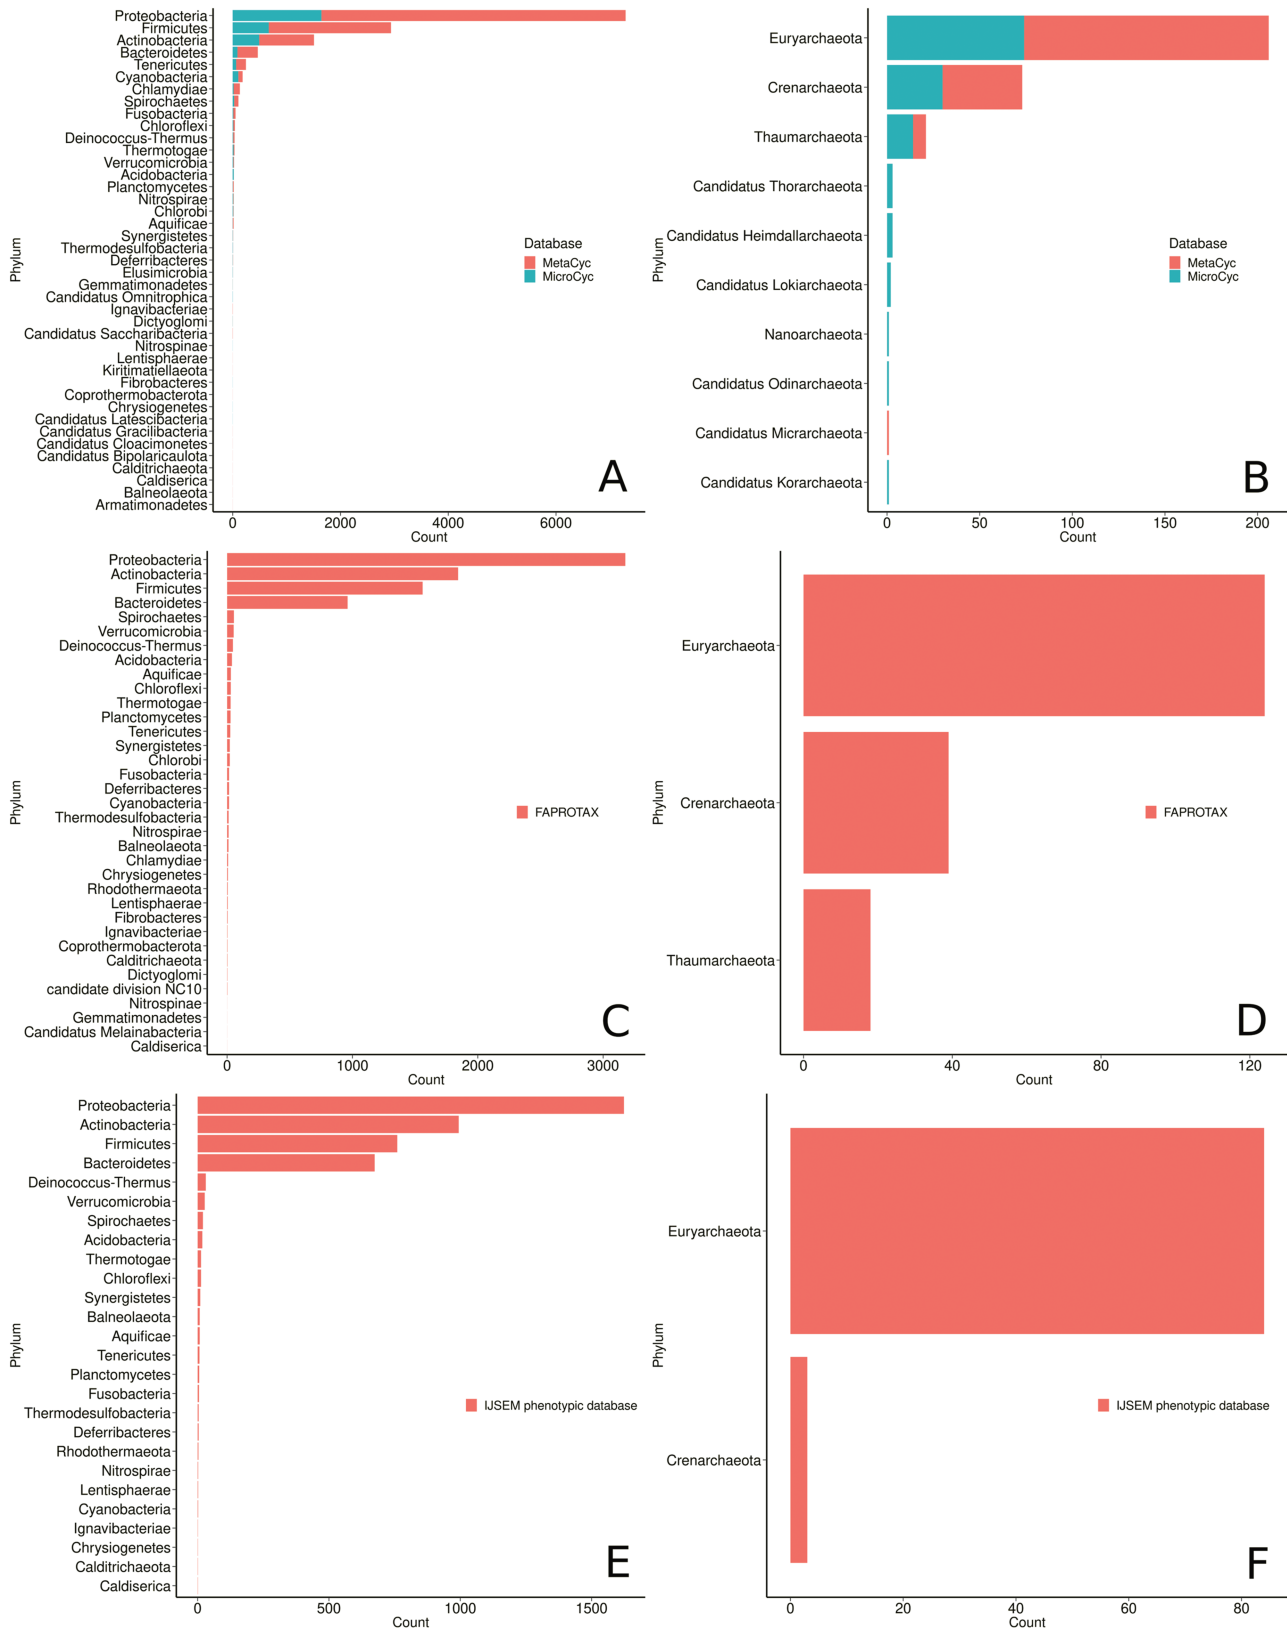 Proteobacteria
Firmicutes
Actinobacteria
Bacteroidetes
Tenericutes
Cyanobacteria
Chlamydiae
Spirochaetes
Fusobacteria
Chloroflexi
Deinococcus-Thermus
Thermotogae
Verrucomicrobia
Acidobacteria
Planctomycetes
Nitrospirae
Chlorobi
Aquificae
Synergistetes
Thermodesulfobacteria
Deferribacteres
Elusimicrobia
Gemmatimonadetes
Candidatus Omnitrophica
Ignavibacteriae
Dictyoglomi
Candidatus Saccharibacteria
Nitrospinae
Lentisphaerae
Kiritimatiellaeota
Fibrobacteres
Coprothermobacterota
Chrysiogenetes
Candidatus Latescibacteria
Candidatus Gracilibacteria
Candidatus Cloacimonetes
Candidatus Bipolaricaulota
Calditrichaeota
Caldiserica
Balneolaeota
Armatimonadetes
Phylum
0 2000 4000 6000
Count
Database
MetaCyc
MicroCyc
A
Euryarchaeota
Crenarchaeota
Thaumarchaeota
Candidatus Thorarchaeota
Candidatus Heimdallarchaeota
Candidatus Lokiarchaeota
Nanoarchaeota
Candidatus Odinarchaeota
Candidatus Micrarchaeota
Candidatus Korarchaeota
Phylum
0 50 100 150 200
Count
Database
MetaCyc
MicroCyc
B
Proteobacteria
Actinobacteria
Firmicutes
Bacteroidetes
Spirochaetes
Verrucomicrobia
Deinococcus-Thermus
Acidobacteria
Aquificae
Chloroflexi
Thermotogae
Planctomycetes
Tenericutes
Synergistetes
Chlorobi
Fusobacteria
Deferribacteres
Cyanobacteria
Thermodesulfobacteria
Nitrospirae
Balneolaeota
Chlamydiae
Chrysiogenetes
Rhodothermaeota
Lentisphaerae
Fibrobacteres
Ignavibacteriae
Coprothermobacterota
Calditrichaeota
Dictyoglomi
candidate division NC10
Nitrospinae
Gemmatimonadetes
Candidatus Melainabacteria
Caldiserica
Phylum
0 1000 2000 3000
Count
FAPROTAX
C
Euryarchaeota
Crenarchaeota
Thaumarchaeota
Phylum
0 40 80 120
Count
FAPROTAX
D
Proteobacteria
Actinobacteria
Firmicutes
Bacteroidetes
Deinococcus-Thermus
Verrucomicrobia
Spirochaetes
Acidobacteria
Thermotogae
Chloroflexi
Synergistetes
Balneolaeota
Aquificae
Tenericutes
Planctomycetes
Fusobacteria
Thermodesulfobacteria
Deferribacteres
Rhodothermaeota
Nitrospirae
Lentisphaerae
Cyanobacteria
Ignavibacteriae
Chrysiogenetes
Calditrichaeota
Caldiserica
Phylum
0 500 1000 1500
Count
IJSEM phenotypic database
E
Euryarchaeota
Crenarchaeota
Phylum
0 20 40 60 80
Count
IJSEM phenotypic database
F